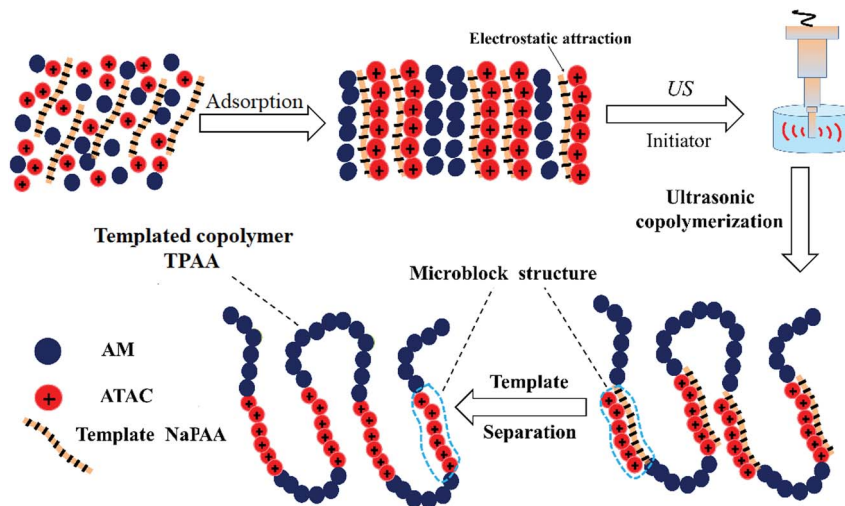 Electrostatic attraction
Adsorption
US
Initiator
Ultrasonic
copolymerization
Templated copolymer
TPAA
Microblock structure
AM
ATAC
Template NaPAA
Template
Separation